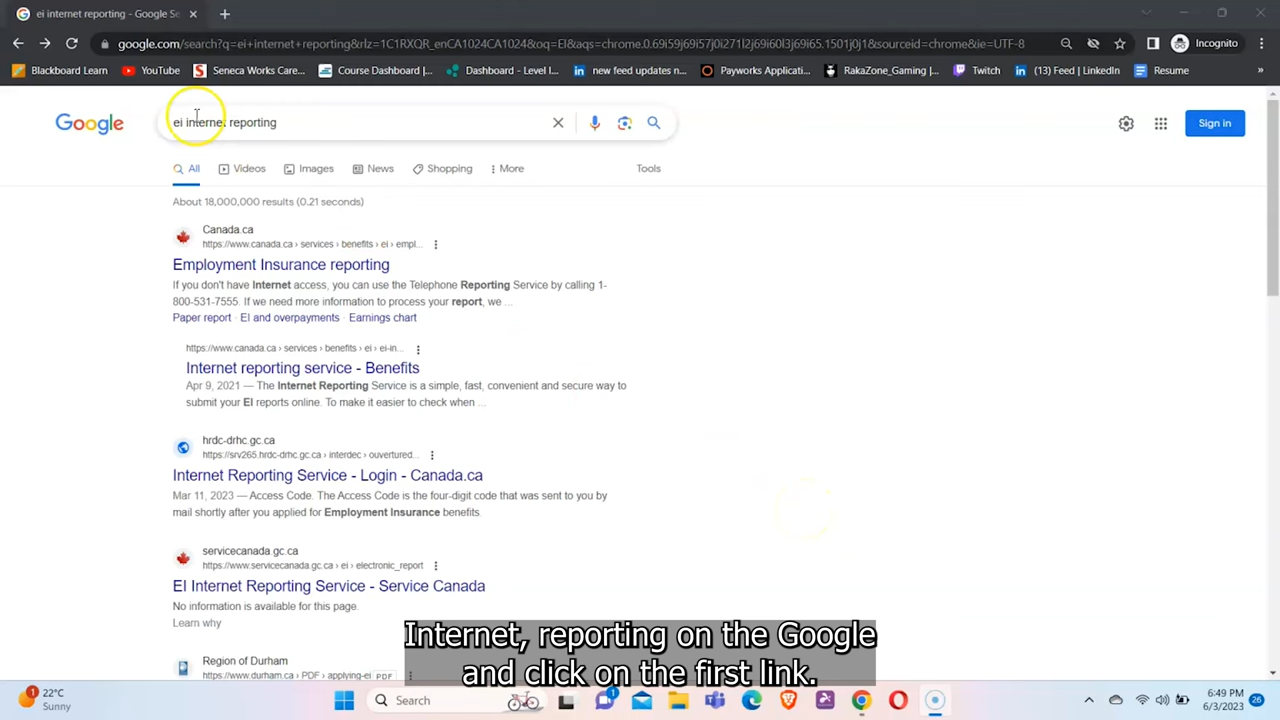 ei internet reporting - Google Se
google.com/search?q=ei+internet+reporting&rlz=1C1RXQR_enCA1024CA1024&oq=EI&aqs=chrome.0.69i59j69i57j0i271l2j69i60l3j69i65.1501j0j1&sourceid=chrome&ie=UTF-8
Incognito
Blackboard Learn
YouTube
Seneca Works Care...
Course Dashboard |...
Dashboard - Level I...
new feed updates n...
Payworks Applicati...
RakaZone_Gaming |...
Twitch
(13) Feed | LinkedIn
Resume
»
Google
ei internet reporting
Sign in
All
Videos
Images
News
Shopping
More
Tools
About 18,000,000 results (0.21 seconds)
Canada.ca
https://www.canada.ca › services › benefits › ei › empl...
Employment Insurance reporting
If you don't have Internet access, you can use the Telephone Reporting Service by calling 1-
800-531-7555. If we need more information to process your report, we ...
Paper report · EI and overpayments · Earnings chart
https://www.canada.ca › services › benefits › ei › ei-in...
Internet reporting service - Benefits
Apr 9, 2021 — The Internet Reporting Service is a simple, fast, convenient and secure way to
submit your EI reports online. To make it easier to check when ...
hrdc-drhc.gc.ca
https://srv265.hrdc-drhc.gc.ca › interdec › ouvertured...
Internet Reporting Service - Login - Canada.ca
Mar 11, 2023 — Access Code. The Access Code is the four-digit code that was sent to you by
mail shortly after you applied for Employment Insurance benefits.
servicecanada.gc.ca
https://www.servicecanada.gc.ca › ei › electronic_report
EI Internet Reporting Service - Service Canada
No information is available for this page.
Learn why
Region of Durham
https://www.durham.ca › PDF › applying-ei...
PDF
Internet, reporting on the Google
and click on the first link.
1
22°C
Sunny
Search
1
6:49 PM
6/3/2023
26